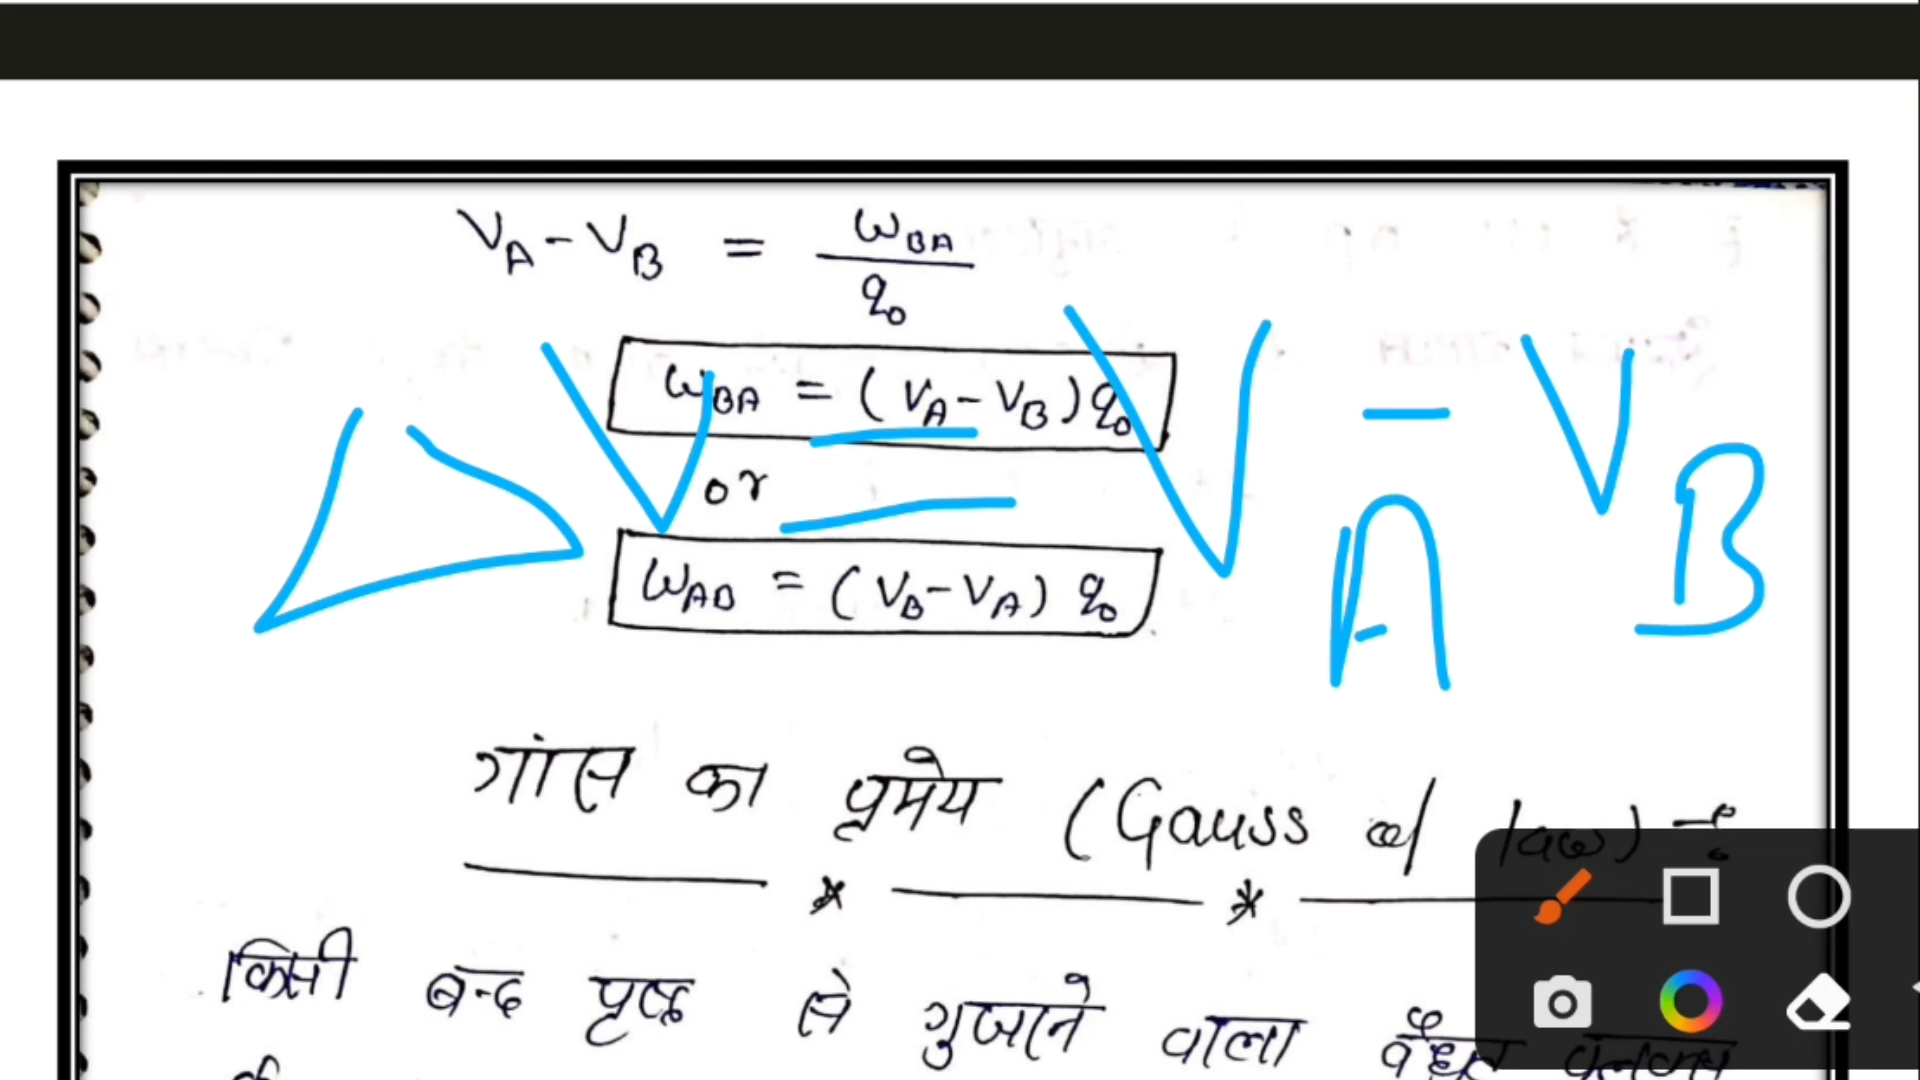 V_A - V_B = W_BA / q_0
W_BA = (V_A - V_B) q_0
or
W_AB = (V_B - V_A) q_0
ΔV = V_A - V_B
गांस का प्रमेय (Gauss of law) :-
किसी बन्द पृष्ठ से गुजाने वाला वैद्युत